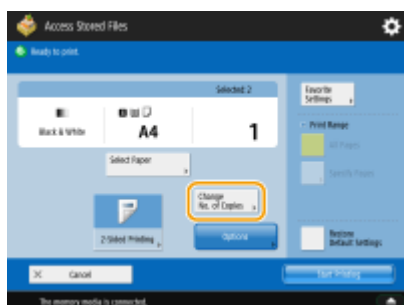 Access Stored Files
Ready to print.
Selected: 2
Black & White
A4
1
Select Paper
Change
No. of Copies
2-Sided Printing
Options
Favorite
Settings
Print Range
All Pages
Specify Pages
Restore
Default Settings
Cancel
Start Printing
The memory media is connected.